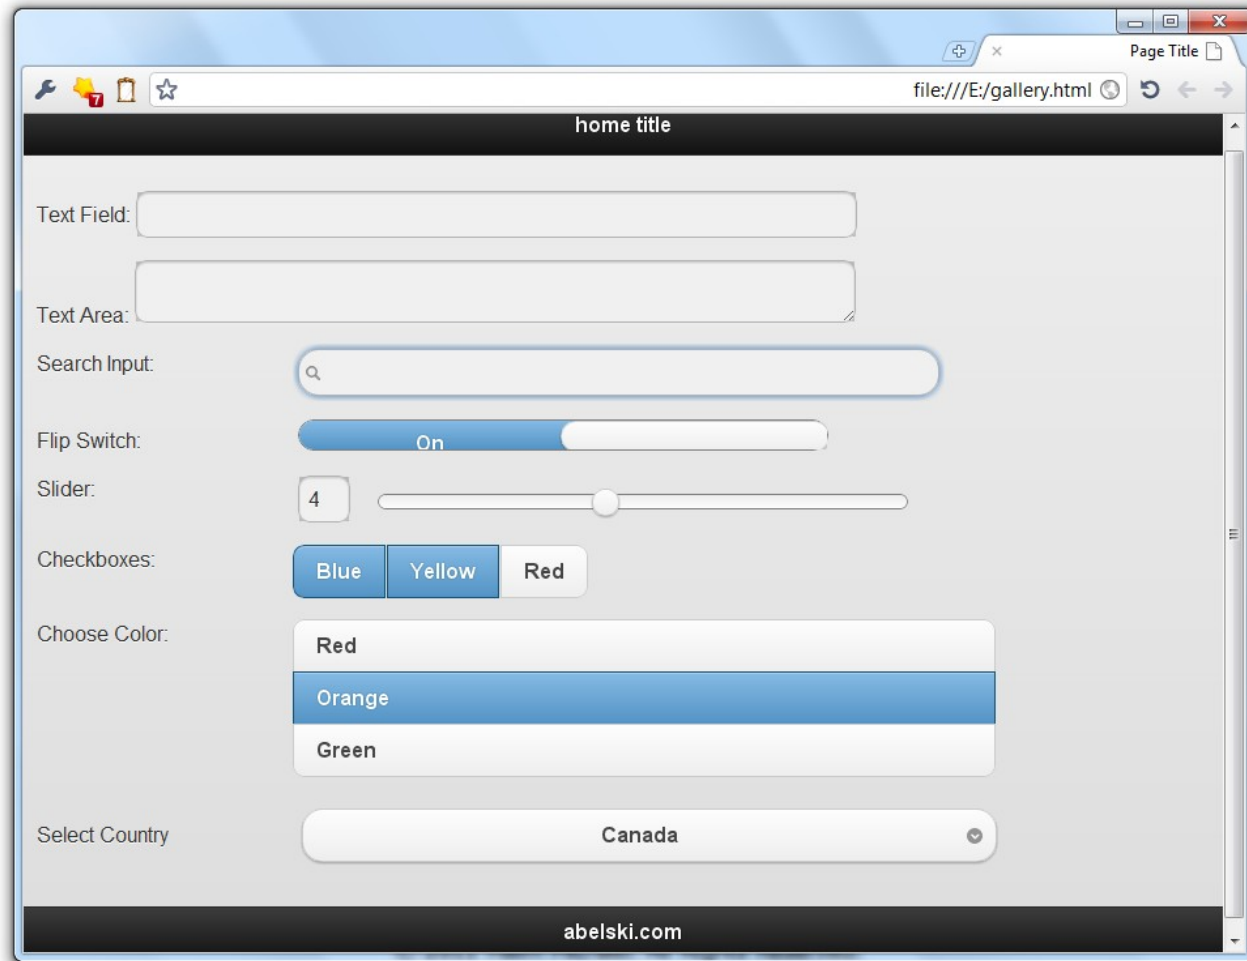 Page Title
7
file:///E:/gallery.html
home title
Text Field:
Text Area:
Search Input:
Flip Switch: On
Slider: 4
Checkboxes: Blue Yellow Red
Choose Color: Red
Orange
Green
Select Country Canada
abelski.com